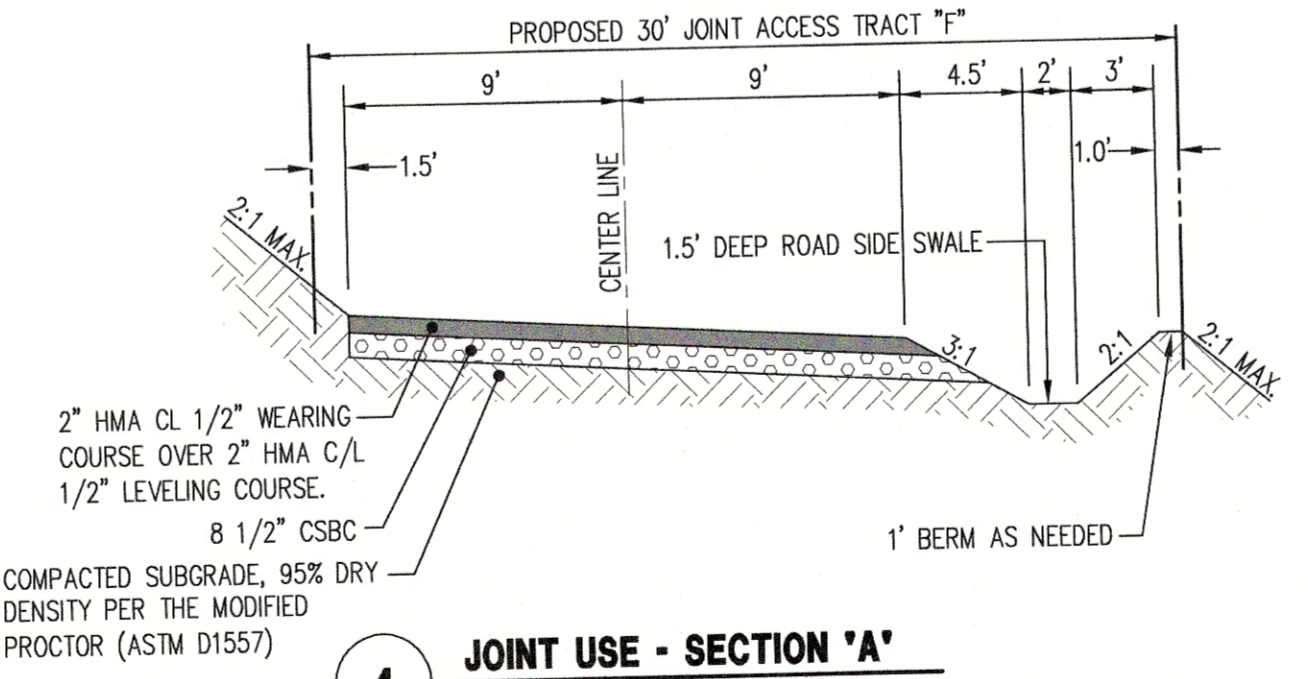 PROPOSED 30' JOINT ACCESS TRACT "F"
9'
9'
4.5'
2'
3'
1.5'
1.0'
2:1 MAX.
CENTER LINE
1.5' DEEP ROAD SIDE SWALE
3:1
2:1
2:1 MAX.
2" HMA CL 1/2" WEARING
COURSE OVER 2" HMA C/L
1/2" LEVELING COURSE.
8 1/2" CSBC
1' BERM AS NEEDED
COMPACTED SUBGRADE, 95% DRY
DENSITY PER THE MODIFIED
PROCTOR (ASTM D1557)
JOINT USE - SECTION 'A'